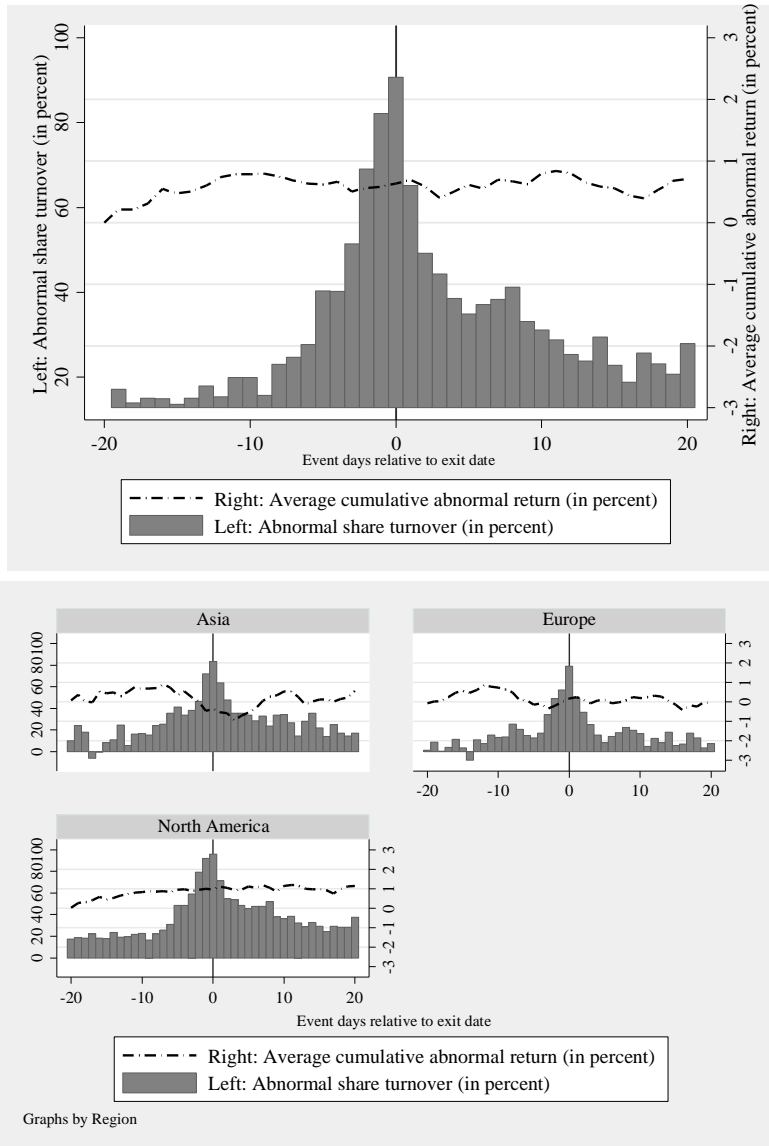 Left: Abnormal share turnover (in percent)
100
80
60
40
20
3
2
1
0
-1
-2
-3
Right: Average cumulative abnormal return (in percent)
-20 -10 0 10 20
Event days relative to exit date
Right: Average cumulative abnormal return (in percent)
Left: Abnormal share turnover (in percent)
Asia
0 20 40 60 80 100
Europe
-3 -2 -1 0 1 2 3
-20 -10 0 10 20
North America
0 20 40 60 80 100
-3 -2 -1 0 1 2 3
-20 -10 0 10 20
Event days relative to exit date
Right: Average cumulative abnormal return (in percent)
Left: Abnormal share turnover (in percent)
Graphs by Region